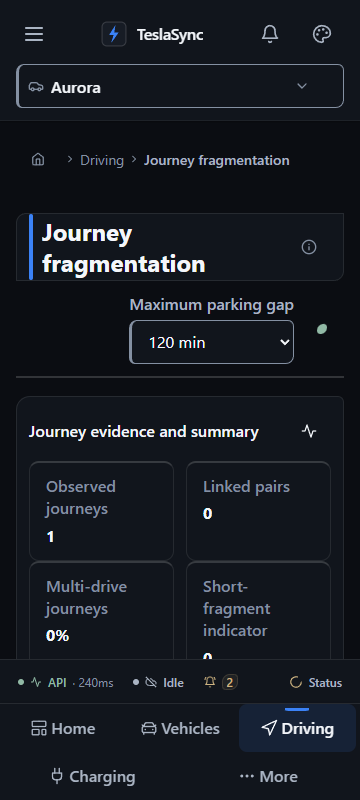 TeslaSync
Aurora
Driving
Journey fragmentation
Journey
fragmentation
Maximum parking gap
120 min
Journey evidence and summary
Observed
journeys
1
Linked pairs
0
Multi-drive
journeys
0%
Short-
fragment
indicator
0
API · 240ms
Idle
2
Status
Home
Vehicles
Driving
Charging
More